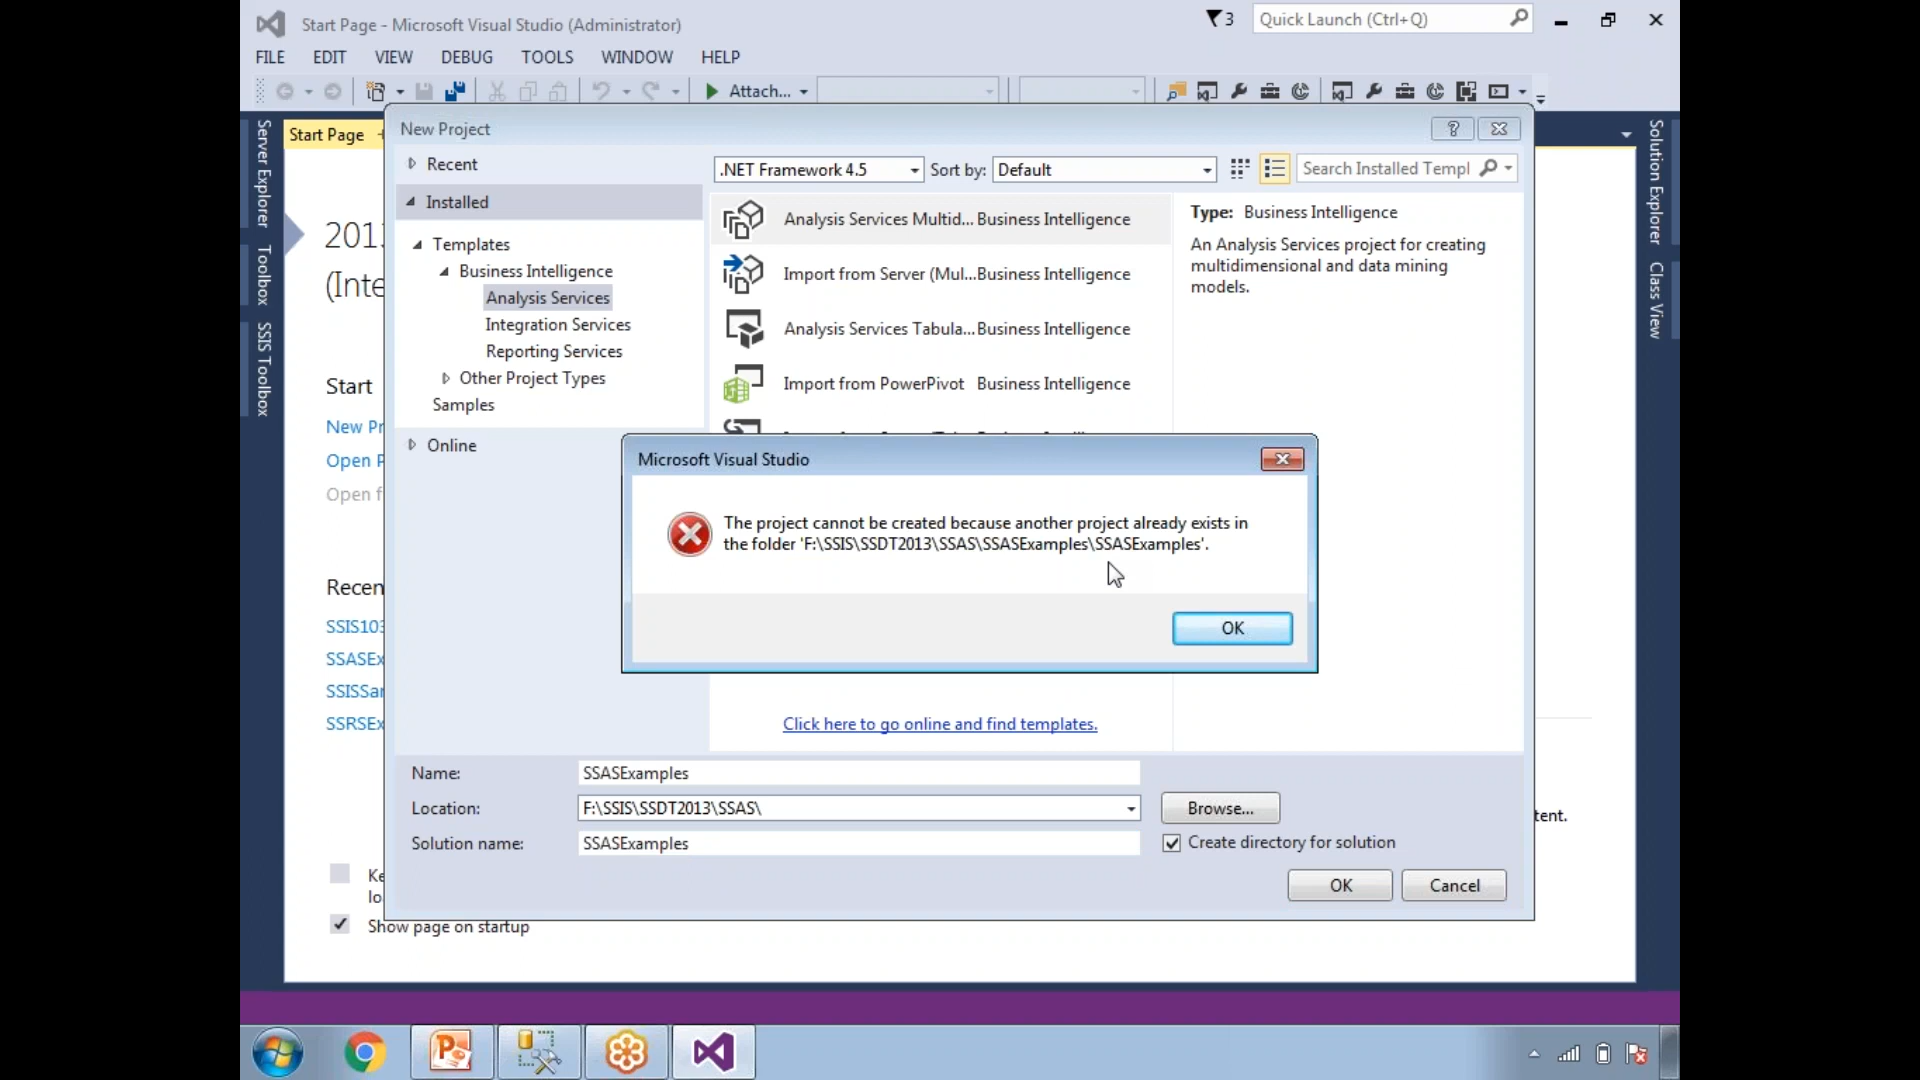 Start Page - Microsoft Visual Studio (Administrator)
3
Quick Launch (Ctrl+Q)
FILE EDIT VIEW DEBUG TOOLS WINDOW HELP
Attach...
Server Explorer
Toolbox
SSIS Toolbox
Start Page
New Project
?
Recent
.NET Framework 4.5
Sort by:
Default
Search Installed Templ
Installed
Templates
Business Intelligence
Analysis Services
Integration Services
Reporting Services
Other Project Types
Samples
Online
Analysis Services Multid... Business Intelligence
Import from Server (Mul... Business Intelligence
Analysis Services Tabula... Business Intelligence
Import from PowerPivot Business Intelligence
Type: Business Intelligence
An Analysis Services project for creating
multidimensional and data mining
models.
Solution Explorer
Class View
(Inte
Start
New Pr
Open P
Open f
Recen
SSIS103
SSASEx
SSISSar
SSRSEx
Microsoft Visual Studio
The project cannot be created because another project already exists in
the folder 'F:\SSIS\SSDT2013\SSAS\SSASExamples\SSASExamples'.
OK
Click here to go online and find templates.
Name: SSASExamples
Location: F:\SSIS\SSDT2013\SSAS\
Browse...
Solution name: SSASExamples
Create directory for solution
OK Cancel
tent.
Ke
lo
Show page on startup